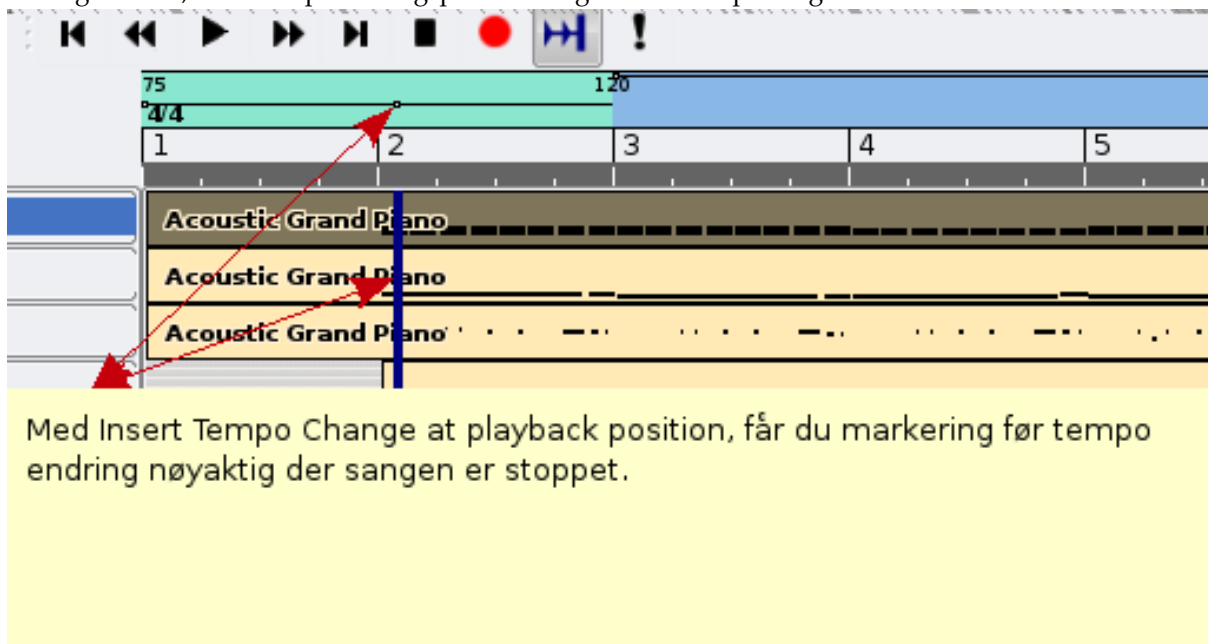 75 120
4/4
1 2 3 4 5
Acoustic Grand Piano
Acoustic Grand Piano
Acoustic Grand Piano
Med Insert Tempo Change at playback position, får du markering før tempo
endring nøyaktig der sangen er stoppet.